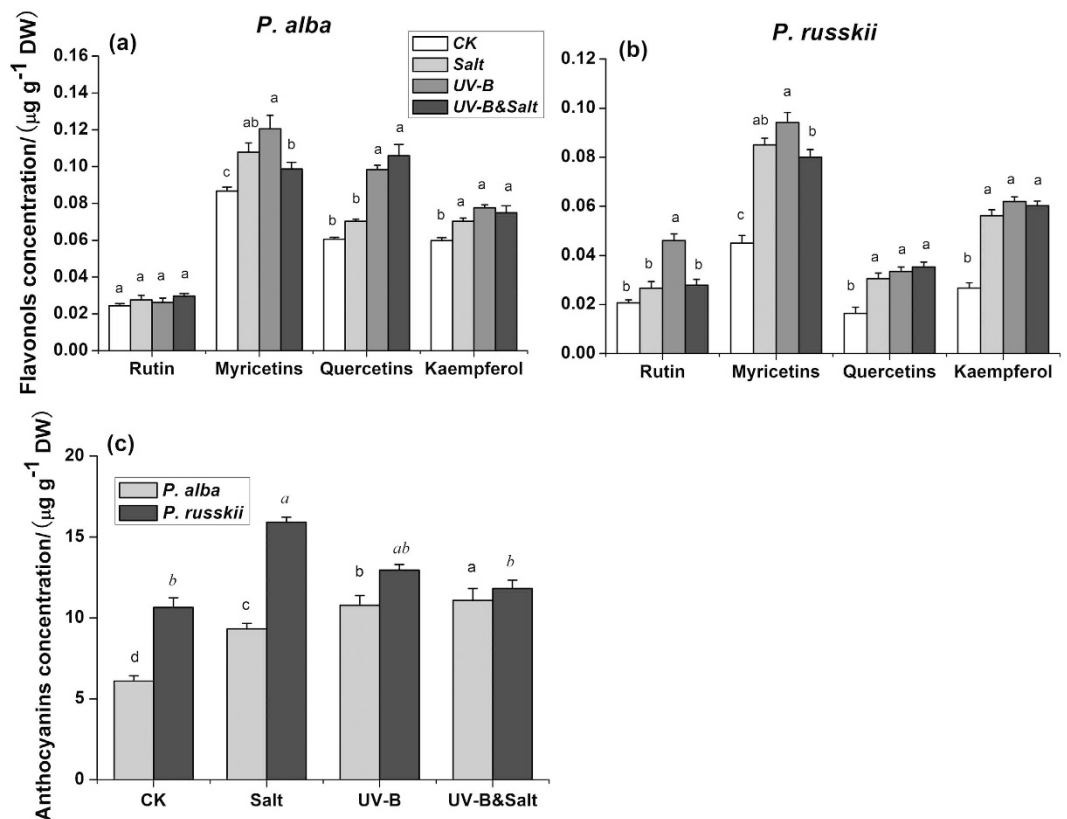 P. alba
(a)
CK
Salt
UV-B
UV-B&Salt
Flavonols concentration/(μg g-1 DW)
0.16
0.14
0.12
0.10
0.08
0.06
0.04
0.02
0.00
a a a a
c ab a b
b b a a
b a a a
Rutin Myricetins Quercetins Kaempferol
P. russkii
(b)
0.12
0.10
0.08
0.06
0.04
0.02
0.00
b b a b
c ab a b
b a a a
b a a a
Rutin Myricetins Quercetins Kaempferol
(c)
P. alba
P. russkii
Anthocyanins concentration/(μg g-1 DW)
20
15
10
5
0
d b c a b ab a b
CK Salt UV-B UV-B&Salt